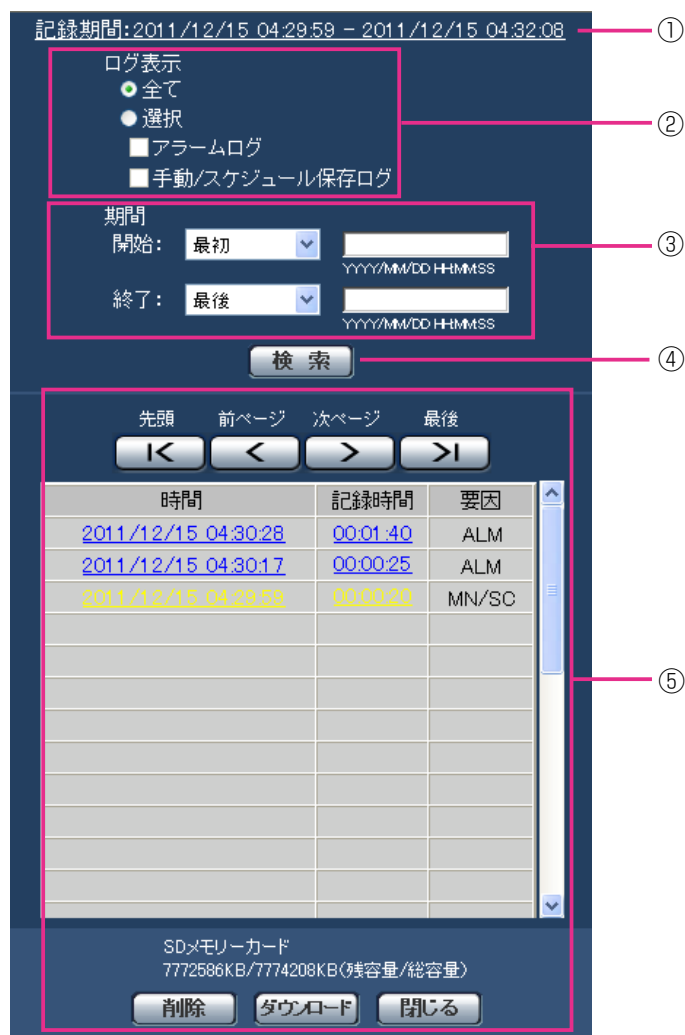 記録期間:2011/12/15 04:29:59 - 2011/12/15 04:32:08
①
ログ表示
全て
選択
アラームログ
手動/スケジュール保存ログ
②
期間
開始: 最初
YYYY/MM/DD HH:MM:SS
終了: 最後
YYYY/MM/DD HH:MM:SS
③
検 索
④
先頭 前ページ 次ページ 最後
|< < > >|
時間 記録時間 要因
2011/12/15 04:30:28 00:01:40 ALM
2011/12/15 04:30:17 00:00:25 ALM
2011/12/15 04:29:59 00:00:20 MN/SC
⑤
SDメモリーカード
7772586KB/7774208KB(残容量/総容量)
削除 ダウンロード 閉じる